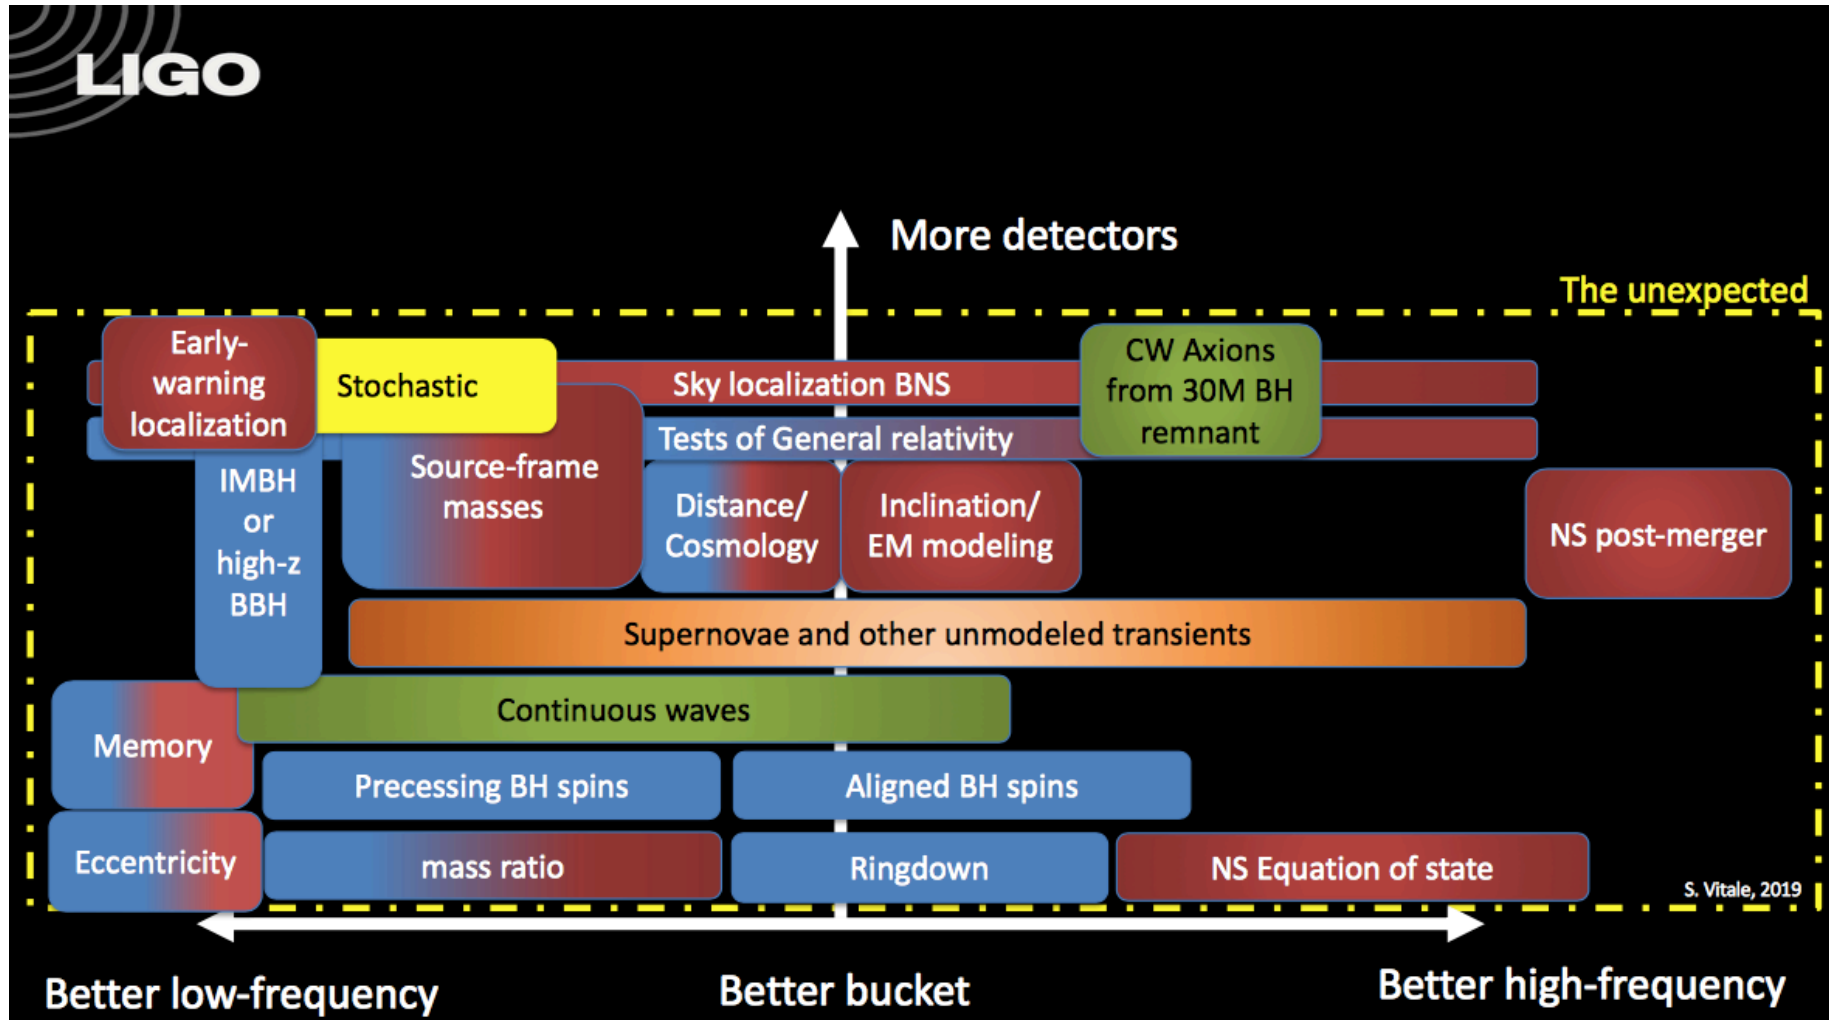 LIGO
More detectors
The unexpected
Early-
warning
localization
Stochastic
Sky localization BNS
CW Axions
from 30M BH
remnant
Tests of General relativity
IMBH
or
high-z
BBH
Source-frame
masses
Distance/
Cosmology
Inclination/
EM modeling
NS post-merger
Supernovae and other unmodeled transients
Continuous waves
Memory
Precessing BH spins
Aligned BH spins
Eccentricity
mass ratio
Ringdown
NS Equation of state
S. Vitale, 2019
Better low-frequency
Better bucket
Better high-frequency